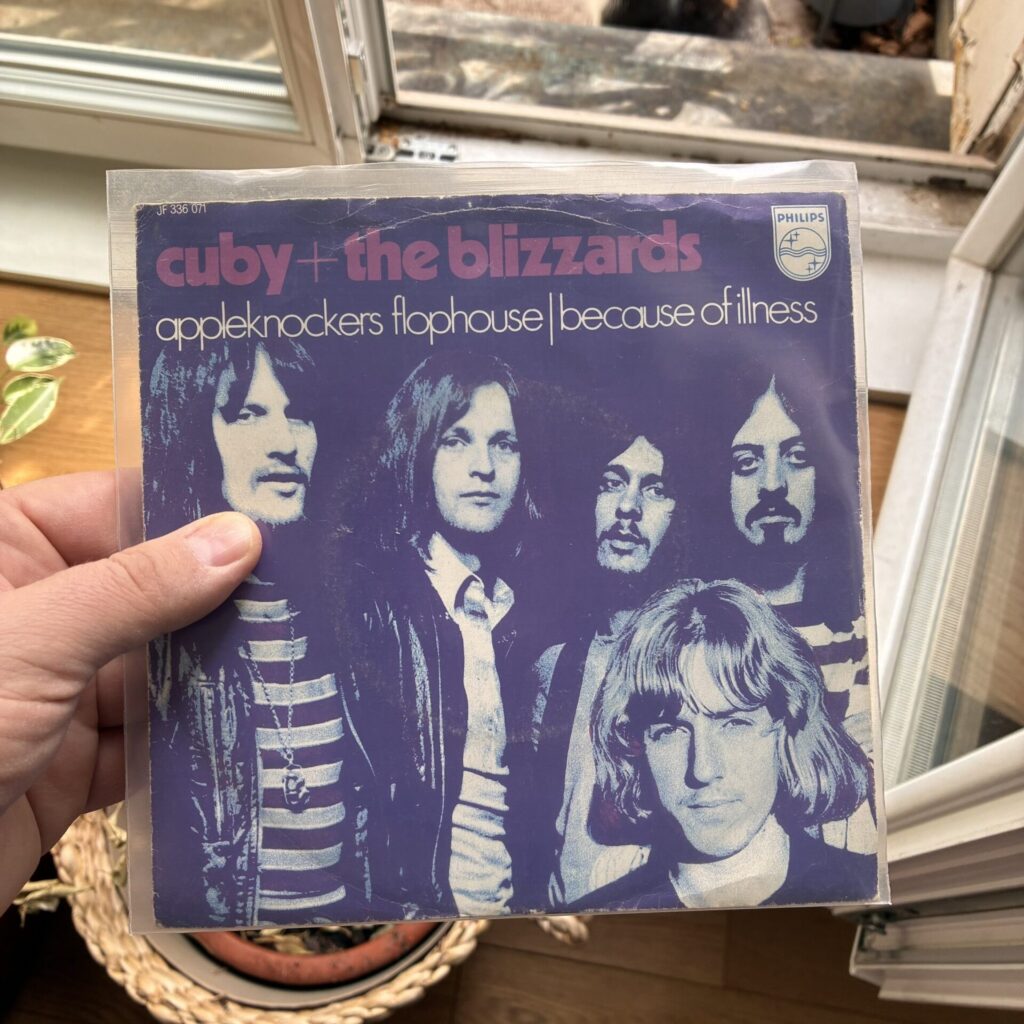 JF 336 071
PHILIPS
cuby + the blizzards
appleknockers flophouse | because of illness